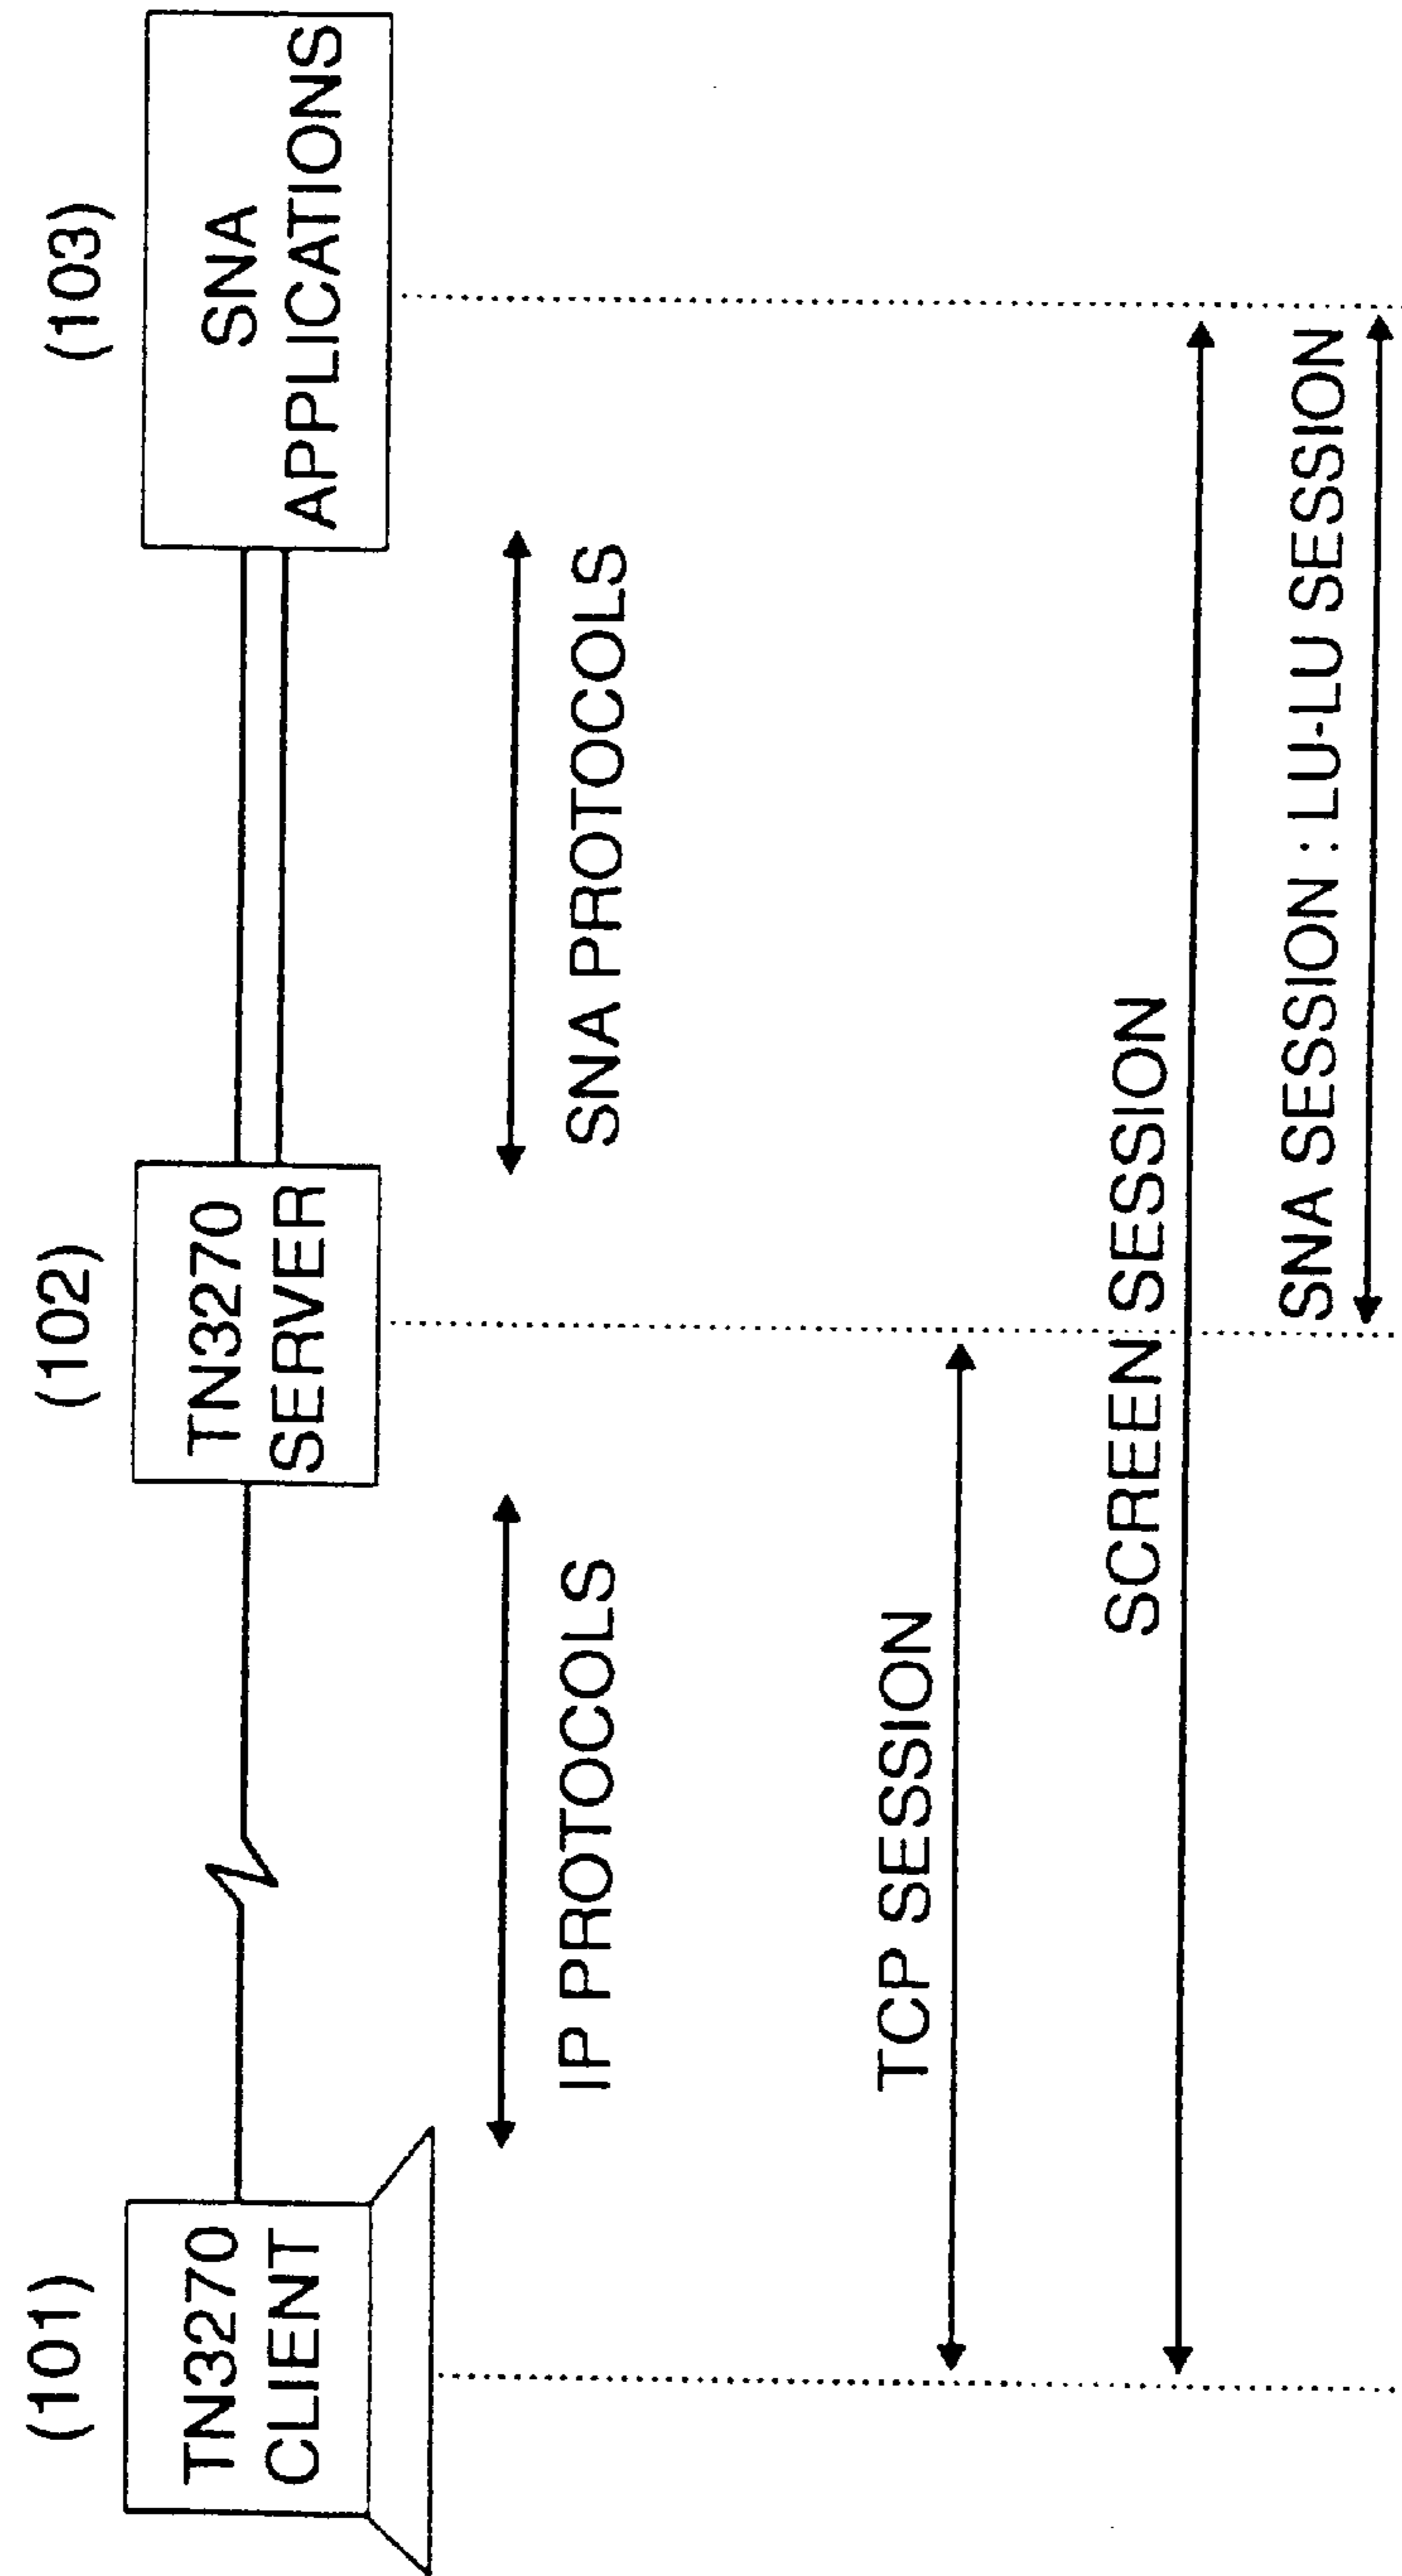 (101)
TN3270
CLIENT
(102)
TN3270
SERVER
(103)
SNA
APPLICATIONS
IP PROTOCOLS
SNA PROTOCOLS
TCP SESSION
SCREEN SESSION
SNA SESSION : LU-LU SESSION